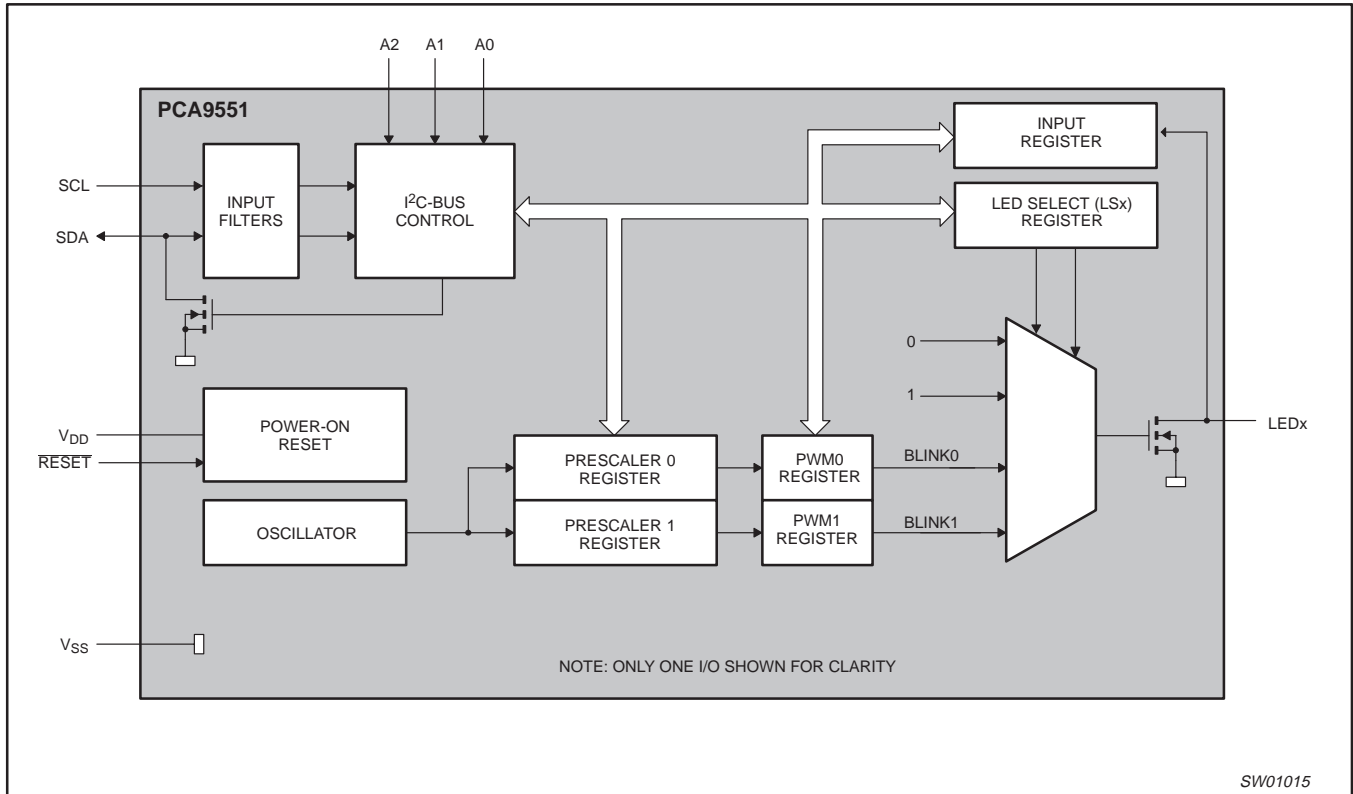 A2 A1 A0
PCA9551
INPUT
REGISTER
SCL
INPUT
FILTERS
I²C-BUS
CONTROL
LED SELECT (LSx)
REGISTER
SDA
0
1
POWER-ON
RESET
VDD
RESET
LEDx
PRESCALER 0
REGISTER
PWM0
REGISTER
BLINK0
OSCILLATOR
PRESCALER 1
REGISTER
PWM1
REGISTER
BLINK1
VSS
NOTE: ONLY ONE I/O SHOWN FOR CLARITY
SW01015